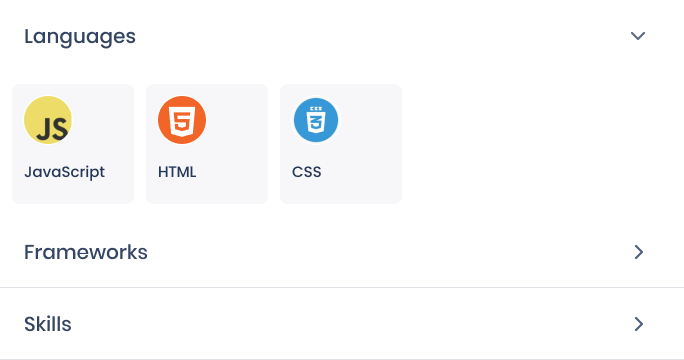 Languages
JS
5
CSS
3
JavaScript
HTML
CSS
Frameworks
Skills